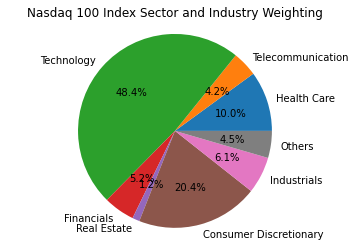 Nasdaq 100 Index Sector and Industry Weighting
Technology
Telecommunication
48.4%
4.2%
Health Care
10.0%
4.5%
Others
6.1%
Industrials
5.2%
1.2%
20.4%
Financials
Real Estate
Consumer Discretionary